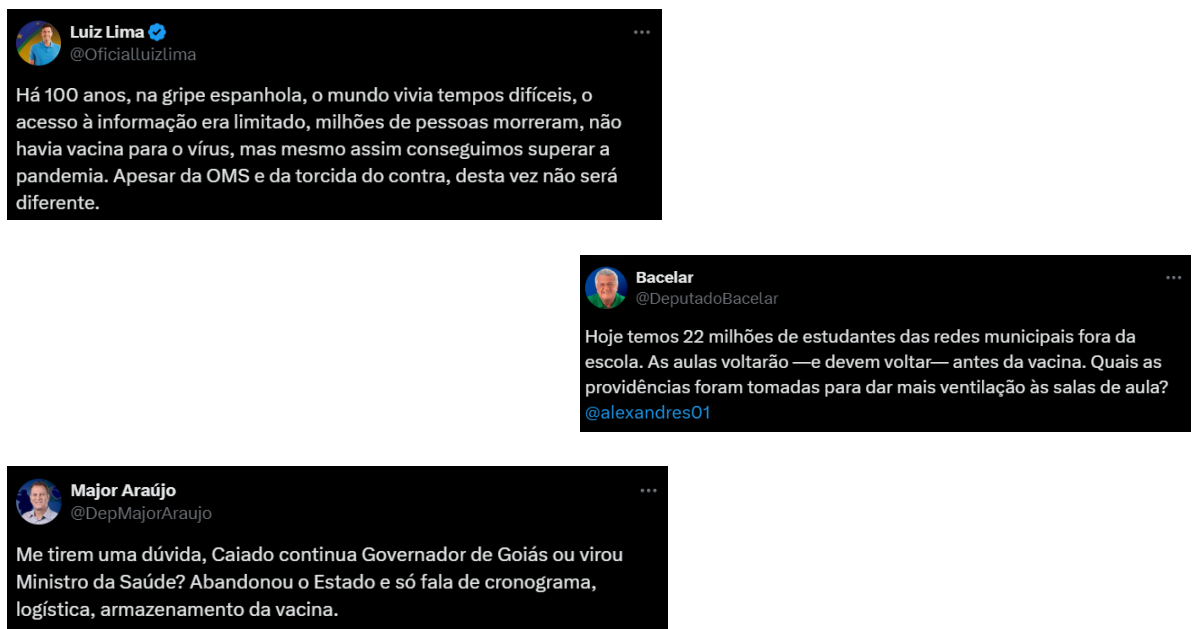 Luiz Lima
@Oficialluizlima
Há 100 anos, na gripe espanhola, o mundo vivia tempos difíceis, o
acesso à informação era limitado, milhões de pessoas morreram, não
havia vacina para o vírus, mas mesmo assim conseguimos superar a
pandemia. Apesar da OMS e da torcida do contra, desta vez não será
diferente.
Bacelar
@DeputadoBacelar
Hoje temos 22 milhões de estudantes das redes municipais fora da
escola. As aulas voltarão —e devem voltar— antes da vacina. Quais as
providências foram tomadas para dar mais ventilação às salas de aula?
@alexandres01
Major Araújo
@DepMajorAraujo
Me tirem uma dúvida, Caiado continua Governador de Goiás ou virou
Ministro da Saúde? Abandonou o Estado e só fala de cronograma,
logística, armazenamento da vacina.